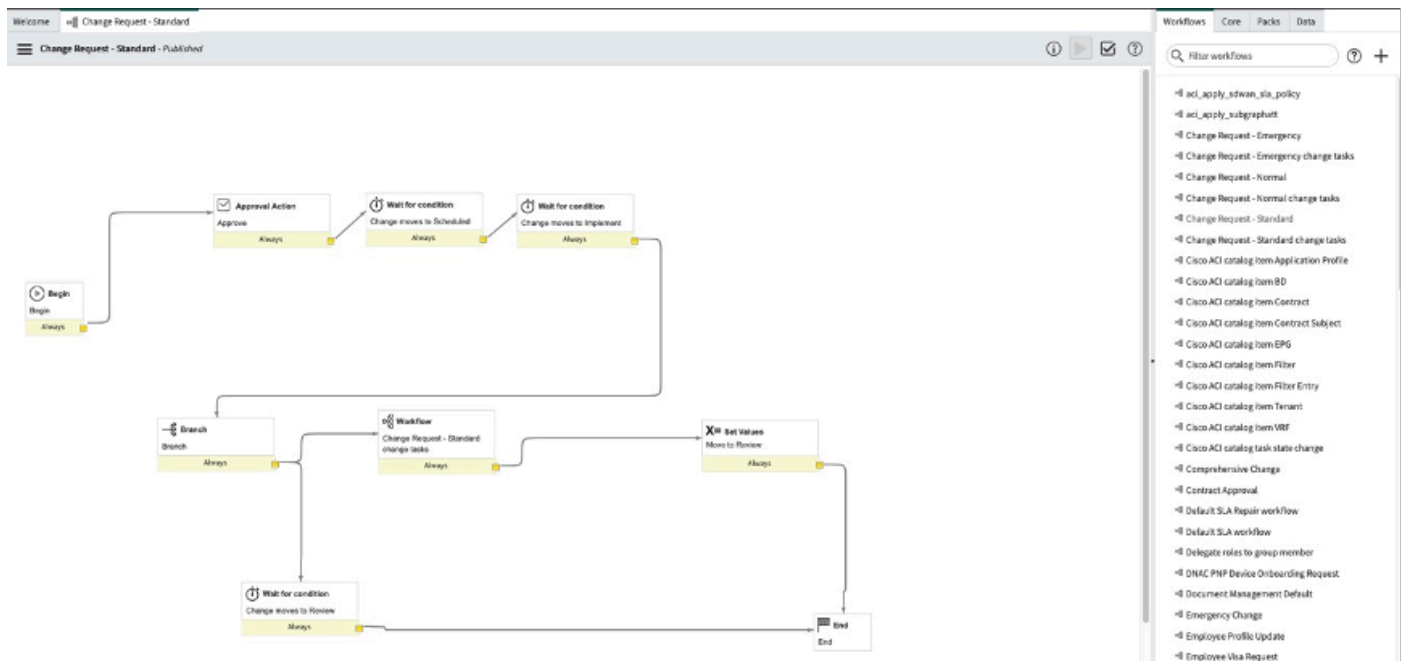 Welcome
Change Request - Standard
Workflows
Core
Packs
Data
Change Request - Standard - Published
Filter workflows
aci_apply_sdwan_sla_policy
aci_apply_subgraphatt
Change Request - Emergency
Change Request - Emergency change tasks
Change Request - Normal
Change Request - Normal change tasks
Change Request - Standard
Change Request - Standard change tasks
Cisco ACI catalog item Application Profile
Cisco ACI catalog item BD
Cisco ACI catalog item Contract
Cisco ACI catalog item Contract Subject
Cisco ACI catalog item EPG
Cisco ACI catalog item Filter
Cisco ACI catalog item Filter Entry
Cisco ACI catalog item Tenant
Cisco ACI catalog item VRF
Cisco ACI catalog task state change
Comprehensive Change
Contract Approval
Default SLA Repair workflow
Default SLA workflow
Delegate roles to group member
DNAC PNP Device Onboarding Request
Document Management Default
Emergency Change
Employee Profile Update
Employee Visa Request
Approval Action
Approve
Always
Wait for condition
Change moves to Scheduled
Always
Wait for condition
Change moves to Implement
Always
Begin
Begin
Always
Branch
Branch
Always
Workflow
Change Request - Standard
change tasks
Always
X= Set Values
Move to Review
Always
Wait for condition
Change moves to Review
Always
End
End